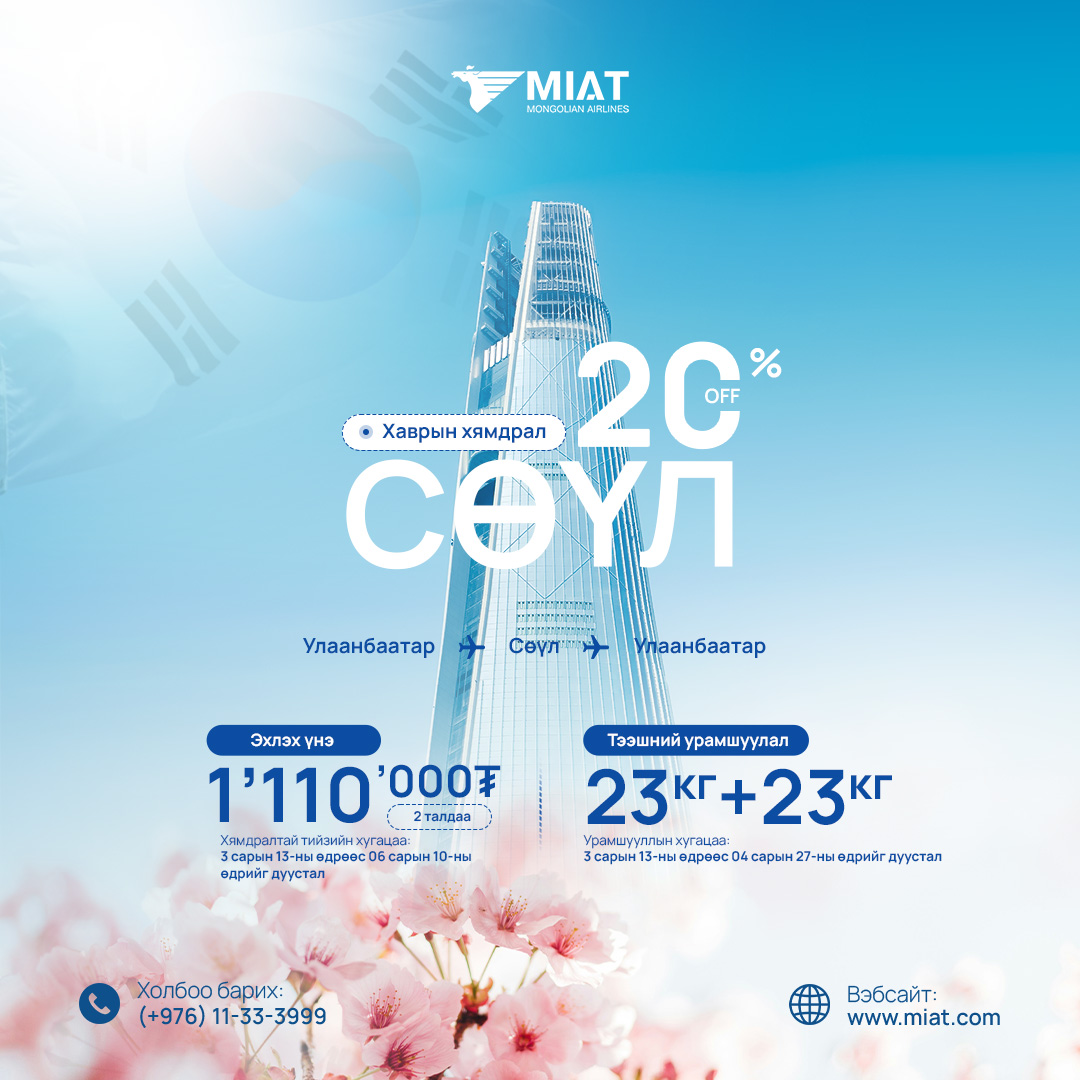 MIAT
MONGOLIAN AIRLINES
20%
OFF
Хаврын хямдрал
СӨҮЛ
Улаанбаатар Сөүл Улаанбаатар
Эхлэх үнэ
1’110’000₮
2 талдаа
Хямдралтай тийзийн хугацаа:
3 сарын 13-ны өдрөөс 06 сарын 10-ны
өдрийг дуустал
Тээшний урамшуулал
23кг+23кг
Урамшууллын хугацаа:
3 сарын 13-ны өдрөөс 04 сарын 27-ны өдрийг дуустал
Холбоо барих:
(+976) 11-33-3999
Вэбсайт:
www.miat.com